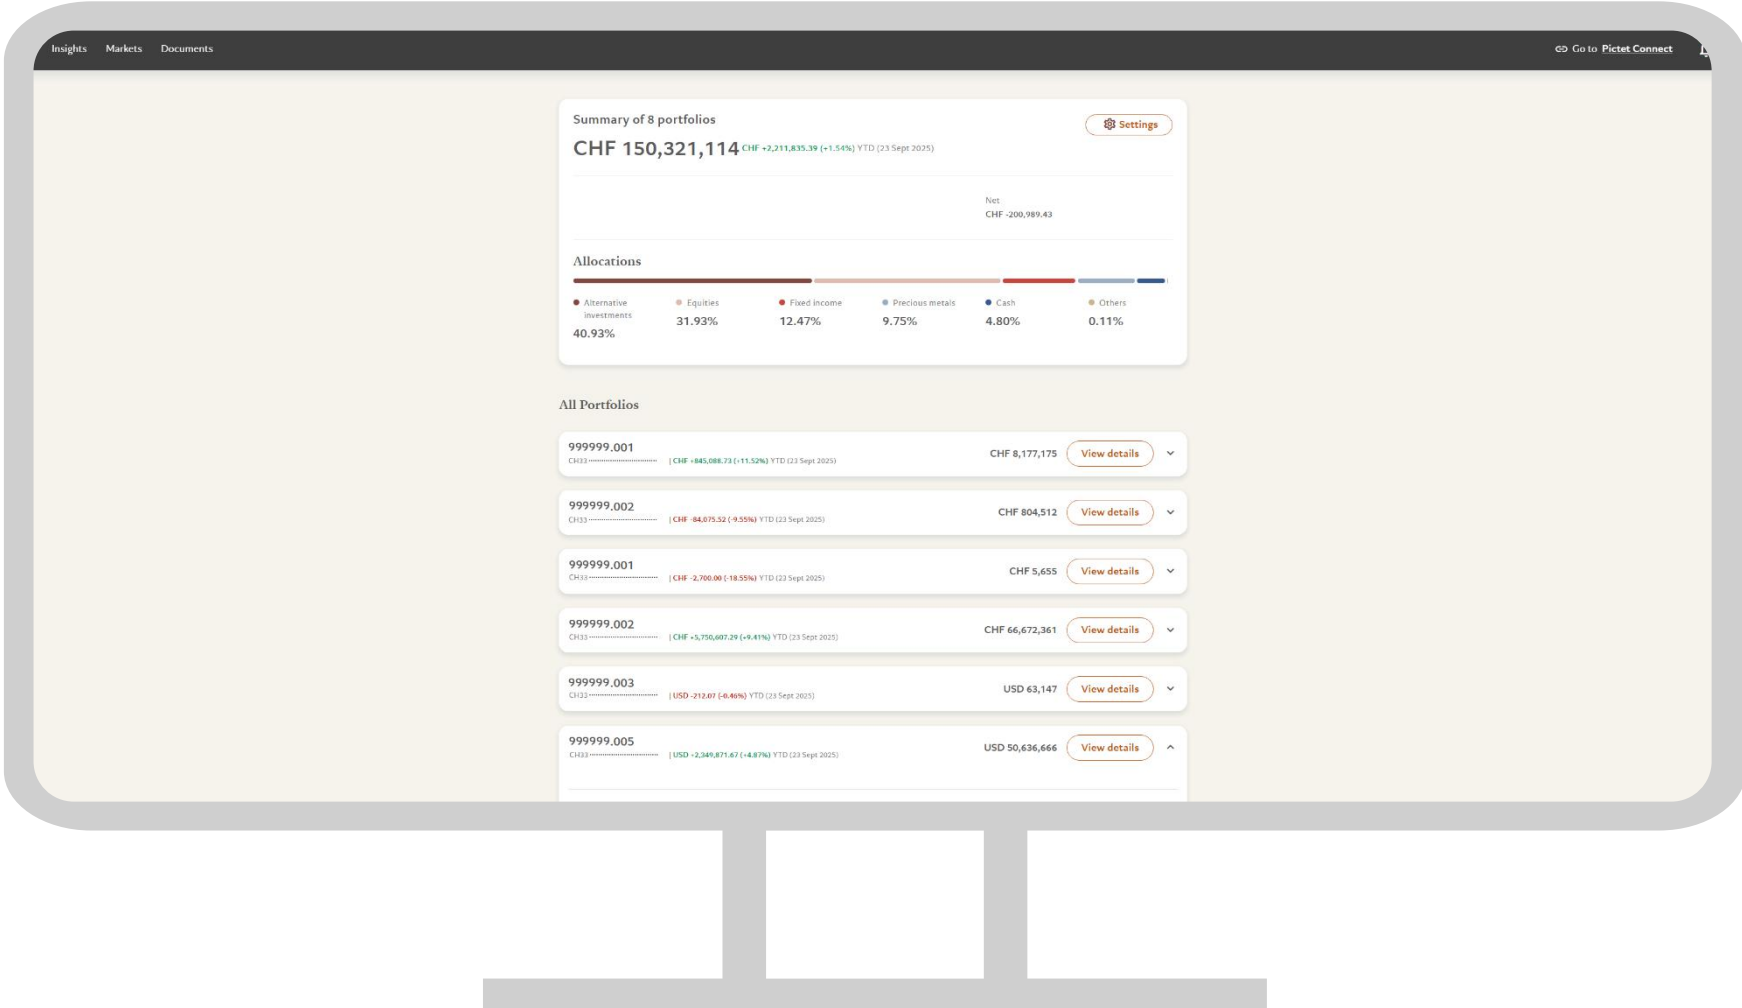 Insights Markets Documents Go to Pictet Connect
Summary of 8 portfolios
Settings
CHF 150,321,114 CHF +2,211,835.39 (+1.54%) YTD (23 Sept 2025)
Net
CHF -200,989.43
Allocations
Alternative investments
40.93%
Equities
31.93%
Fixed income
12.47%
Precious metals
9.75%
Cash
4.80%
Others
0.11%
All Portfolios
999999.001
CH33 | CHF +845,088.73 (+11.52%) YTD (23 Sept 2025)
CHF 8,177,175 View details
999999.002
CH33 | CHF -84,075.52 (-9.55%) YTD (23 Sept 2025)
CHF 804,512 View details
999999.001
CH33 | CHF -2,700.00 (-18.55%) YTD (23 Sept 2025)
CHF 5,655 View details
999999.002
CH33 | CHF +5,750,607.29 (+9.41%) YTD (23 Sept 2025)
CHF 66,672,361 View details
999999.003
CH33 | USD -212.07 (-0.46%) YTD (23 Sept 2025)
USD 63,147 View details
999999.005
CH33 | USD +2,349,871.67 (+4.87%) YTD (23 Sept 2025)
USD 50,636,666 View details